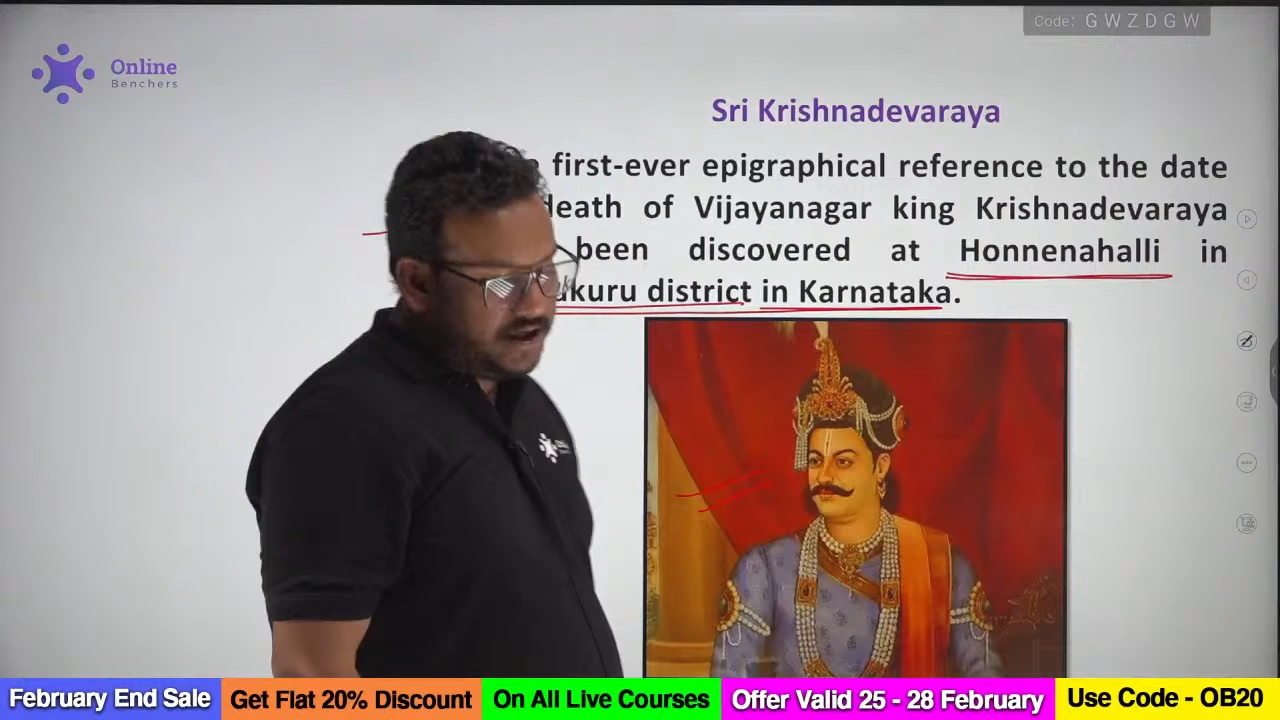 Code: GWZDGW
Online
Benchers
Sri Krishnadevaraya
first-ever epigraphical reference to the date
death of Vijayanagar king Krishnadevaraya
been discovered at Honnenahalli in
district in Karnataka.
February End Sale
Get Flat 20% Discount
On All Live Courses
Offer Valid 25 - 28 February
Use Code - OB20